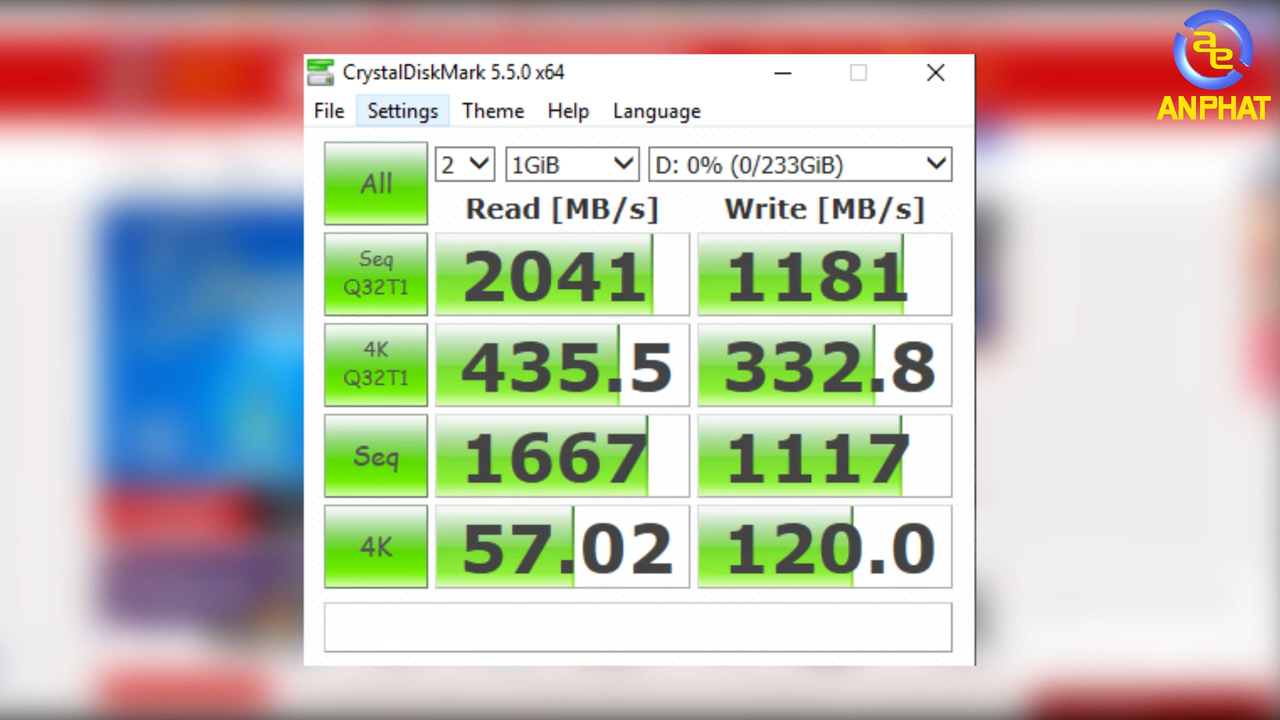 CrystalDiskMark 5.5.0 x64
ae
ANPHAT
File Settings Theme Help Language
All 2 1GiB D: 0% (0/233GiB)
Read [MB/s] Write [MB/s]
Seq
Q32T1
2041 1181
4K
Q32T1
435.5 332.8
Seq 1667 1117
4K 57.02 120.0